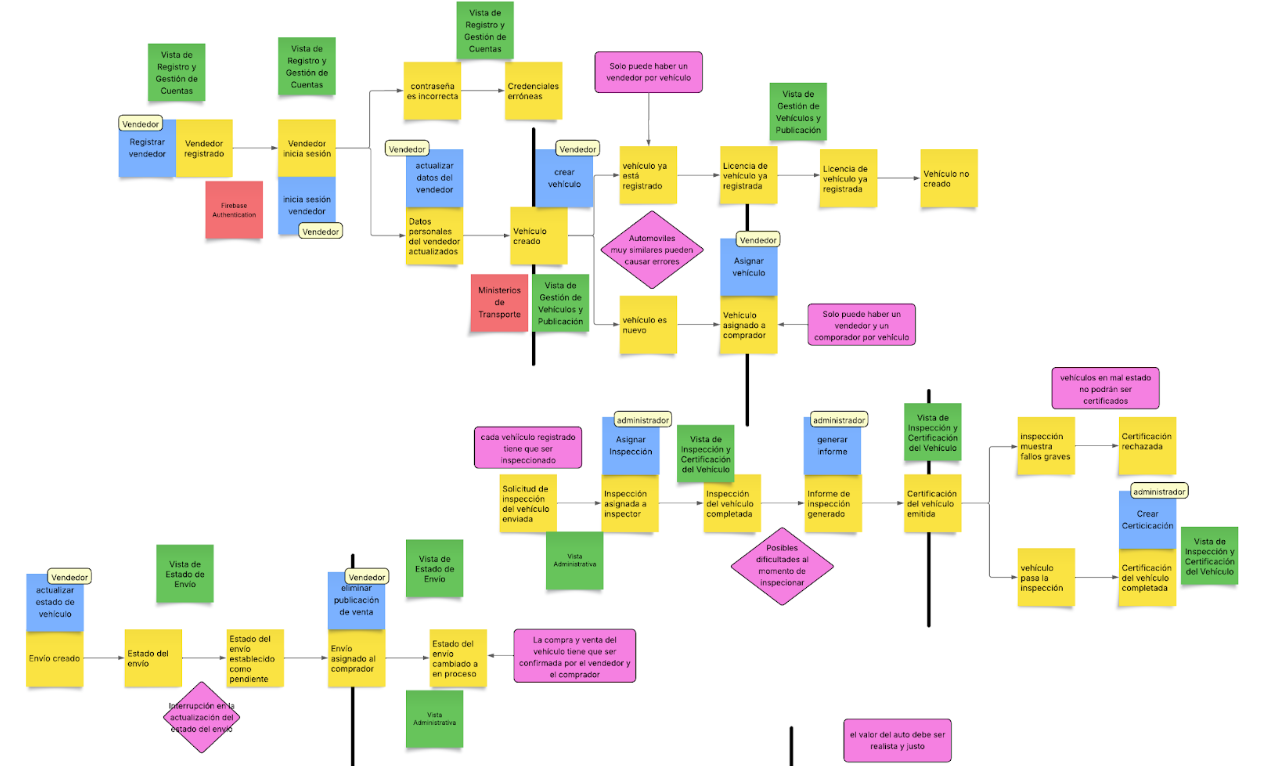 Vista de
Registro y
Gestión de
Cuentas
Vista de
Registro y
Gestión de
Cuentas
Vista de
Registro y
Gestión de
Cuentas
contraseña
es incorrecta
Credenciales
erróneas
Solo puede haber un
vendedor por vehículo
Vista de
Gestión de
Vehículos y
Publicación
Vendedor
Registrar
vendedor
Vendedor
registrado
Vendedor
inicia sesión
Firebase
Authentication
inicia sesión
vendedor
Vendedor
Vendedor
actualizar
datos del
vendedor
Datos
personales
del vendedor
actualizados
Vendedor
crear
vehículo
Vehículo
creado
Ministerios
de
Transporte
Vista de
Gestión de
Vehículos y
Publicación
vehículo ya
está
registrado
Licencia de
vehículo ya
registrada
Licencia de
vehículo ya
registrada
Vehículo no
creado
Automoviles
muy similares pueden
causar errores
Vendedor
Asignar
vehículo
vehículo es
nuevo
Vehículo
asignado a
comprador
Solo puede haber un
vendedor y un
comporador por vehículo
cada vehículo registrado
tiene que ser
inspeccionado
administrador
Asignar
Inspección
Vista de
Inspección y
Certificación
del Vehículo
administrador
generar
informe
Vista de
Inspección y
Certificación
del Vehículo
vehículos en mal estado
no podrán ser
certificados
inspección
muestra
fallos graves
Certificación
rechazada
Solicitud de
inspección
del vehículo
enviada
Inspección
asignada a
inspector
Inspección
del vehículo
completada
Informe de
inspección
generado
Certificación
del vehículo
emitida
Vista
Administrativa
Posibles
dificultades al
momento de
inspecionar
administrador
Crear
Certicicación
vehículo
pasa la
inspección
Certificación
del vehículo
completada
Vista de
Inspección y
Certificación
del Vehículo
Vendedor
actualizar
estado de
vehículo
Vista de
Estado de
Envío
Vendedor
eliminar
publicación
de venta
Vista de
Estado de
Envío
Envío creado
Estado del
envío
Estado del
envío
establecido
como
pendiente
Envío
asignado al
comprador
Estado del
envío
cambiado a
en proceso
La compra y venta del
vehículo tiene que ser
confirmada por el vendedor y
el comprador
Interrupción en la
actualización del
estado del envío
Vista
Administrativa
el valor del auto debe ser
realista y justo